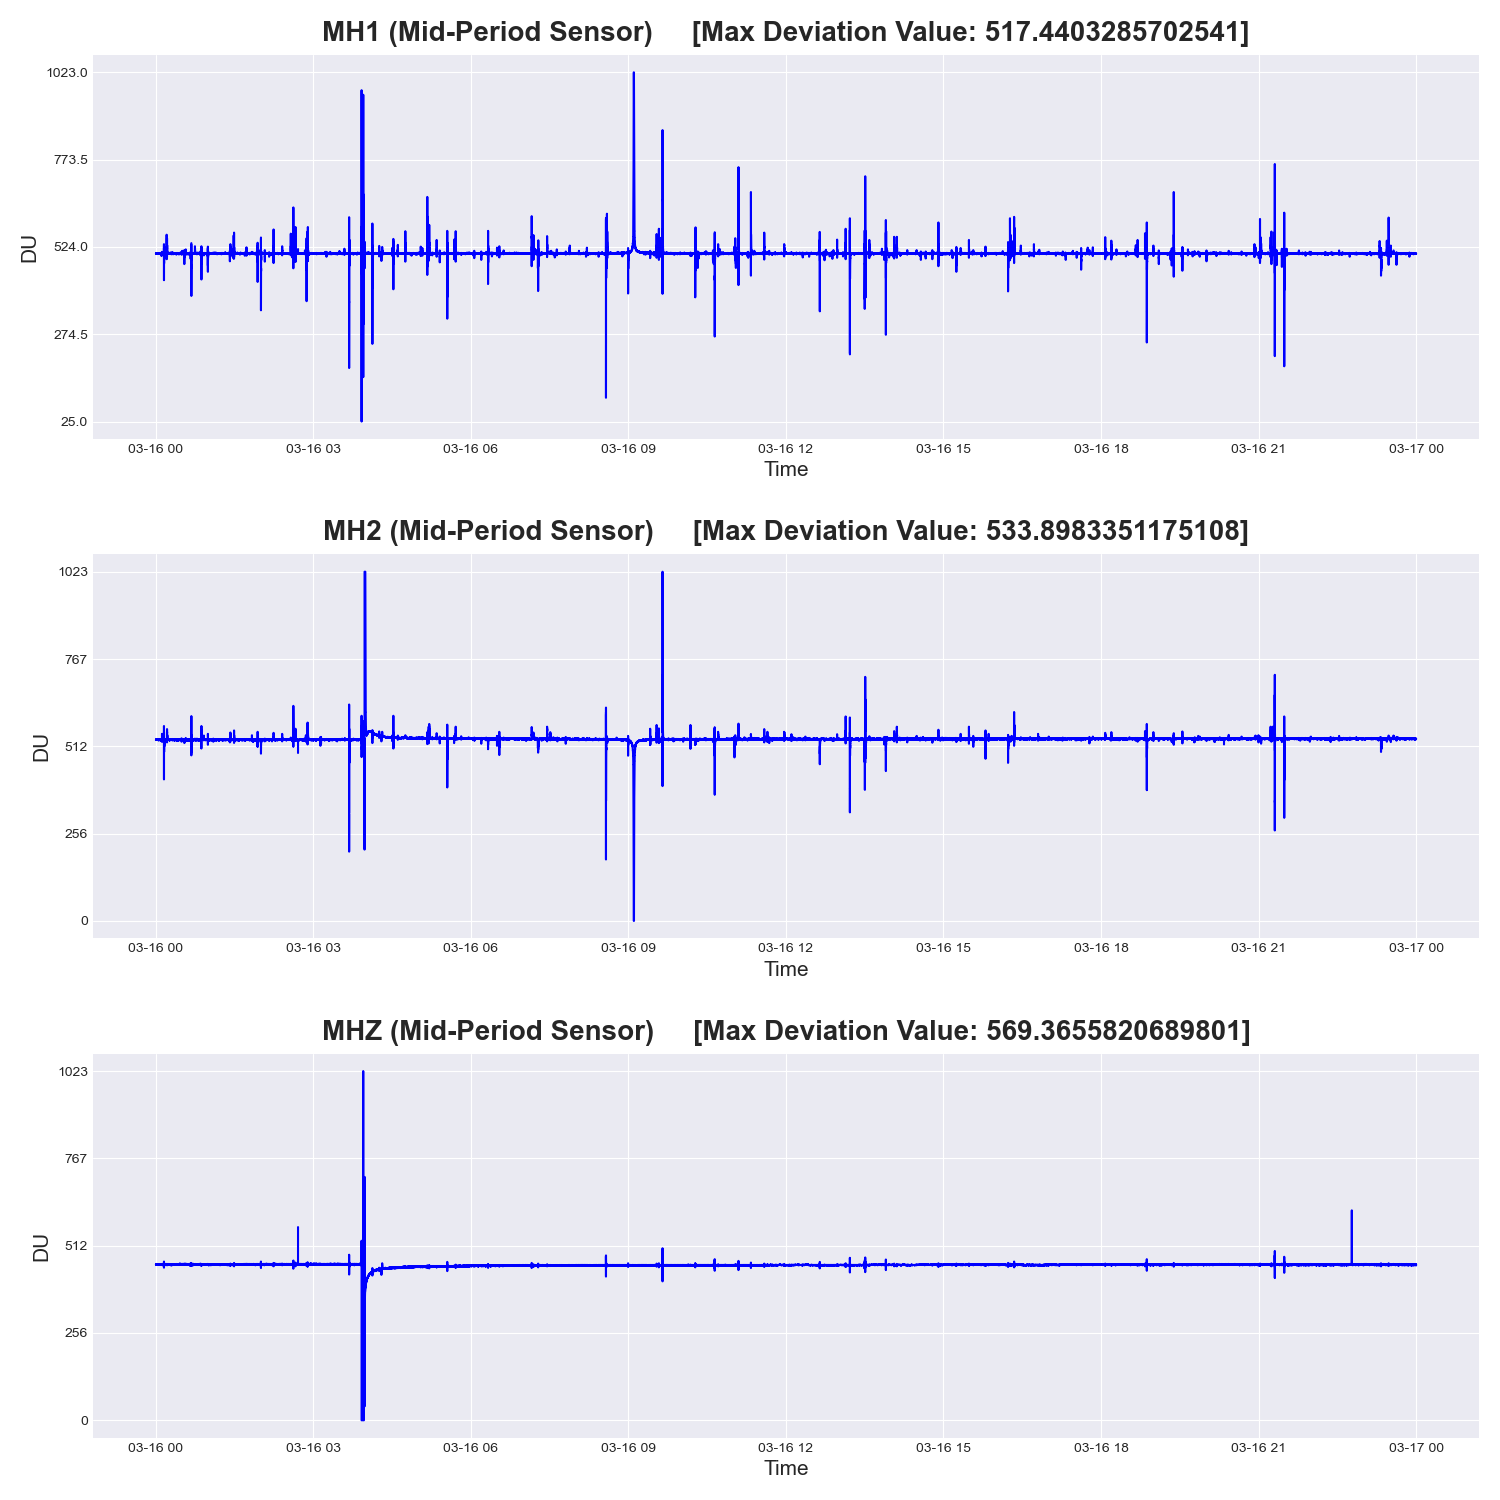 MH1 (Mid-Period Sensor) [Max Deviation Value: 517.4403285702541]
1023.0
773.5
524.0
274.5
25.0
DU
03-16 00 03-16 03 03-16 06 03-16 09 03-16 12 03-16 15 03-16 18 03-16 21 03-17 00
Time
MH2 (Mid-Period Sensor) [Max Deviation Value: 533.8983351175108]
1023
767
512
256
0
DU
03-16 00 03-16 03 03-16 06 03-16 09 03-16 12 03-16 15 03-16 18 03-16 21 03-17 00
Time
MHZ (Mid-Period Sensor) [Max Deviation Value: 569.3655820689801]
1023
767
512
256
0
DU
03-16 00 03-16 03 03-16 06 03-16 09 03-16 12 03-16 15 03-16 18 03-16 21 03-17 00
Time